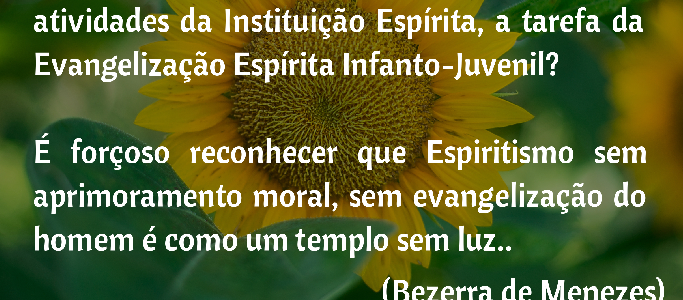 atividades da Instituição Espírita, a tarefa da
Evangelização Espírita Infanto-Juvenil?
É forçoso reconhecer que Espiritismo sem
aprimoramento moral, sem evangelização do
homem é como um templo sem luz..
(Bezerra de Menezes)